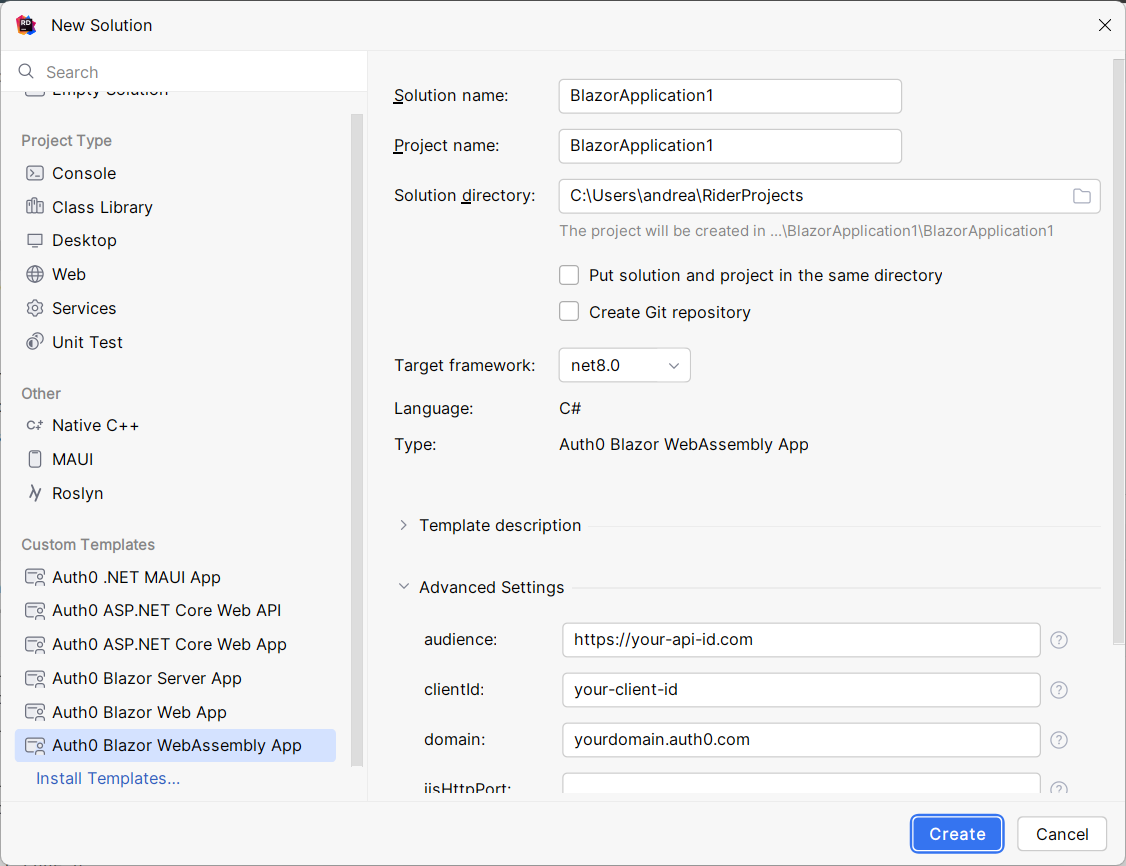 New Solution
Search
Empty Solution
Project Type
Console
Class Library
Desktop
Web
Services
Unit Test
Other
Native C++
MAUI
Roslyn
Custom Templates
Auth0 .NET MAUI App
Auth0 ASP.NET Core Web API
Auth0 ASP.NET Core Web App
Auth0 Blazor Server App
Auth0 Blazor Web App
Auth0 Blazor WebAssembly App
Install Templates...
Solution name: BlazorApplication1
Project name: BlazorApplication1
Solution directory: C:\Users\andrea\RiderProjects
The project will be created in ...\BlazorApplication1\BlazorApplication1
Put solution and project in the same directory
Create Git repository
Target framework: net8.0
Language: C#
Type: Auth0 Blazor WebAssembly App
Template description
Advanced Settings
audience: https://your-api-id.com
clientId: your-client-id
domain: yourdomain.auth0.com
iisHttpPort:
Create Cancel